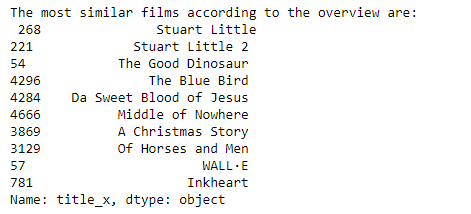 The most similar films according to the overview are:
268 Stuart Little
221 Stuart Little 2
54 The Good Dinosaur
4296 The Blue Bird
4284 Da Sweet Blood of Jesus
4666 Middle of Nowhere
3869 A Christmas Story
3129 Of Horses and Men
57 WALL·E
781 Inkheart
Name: title_x, dtype: object